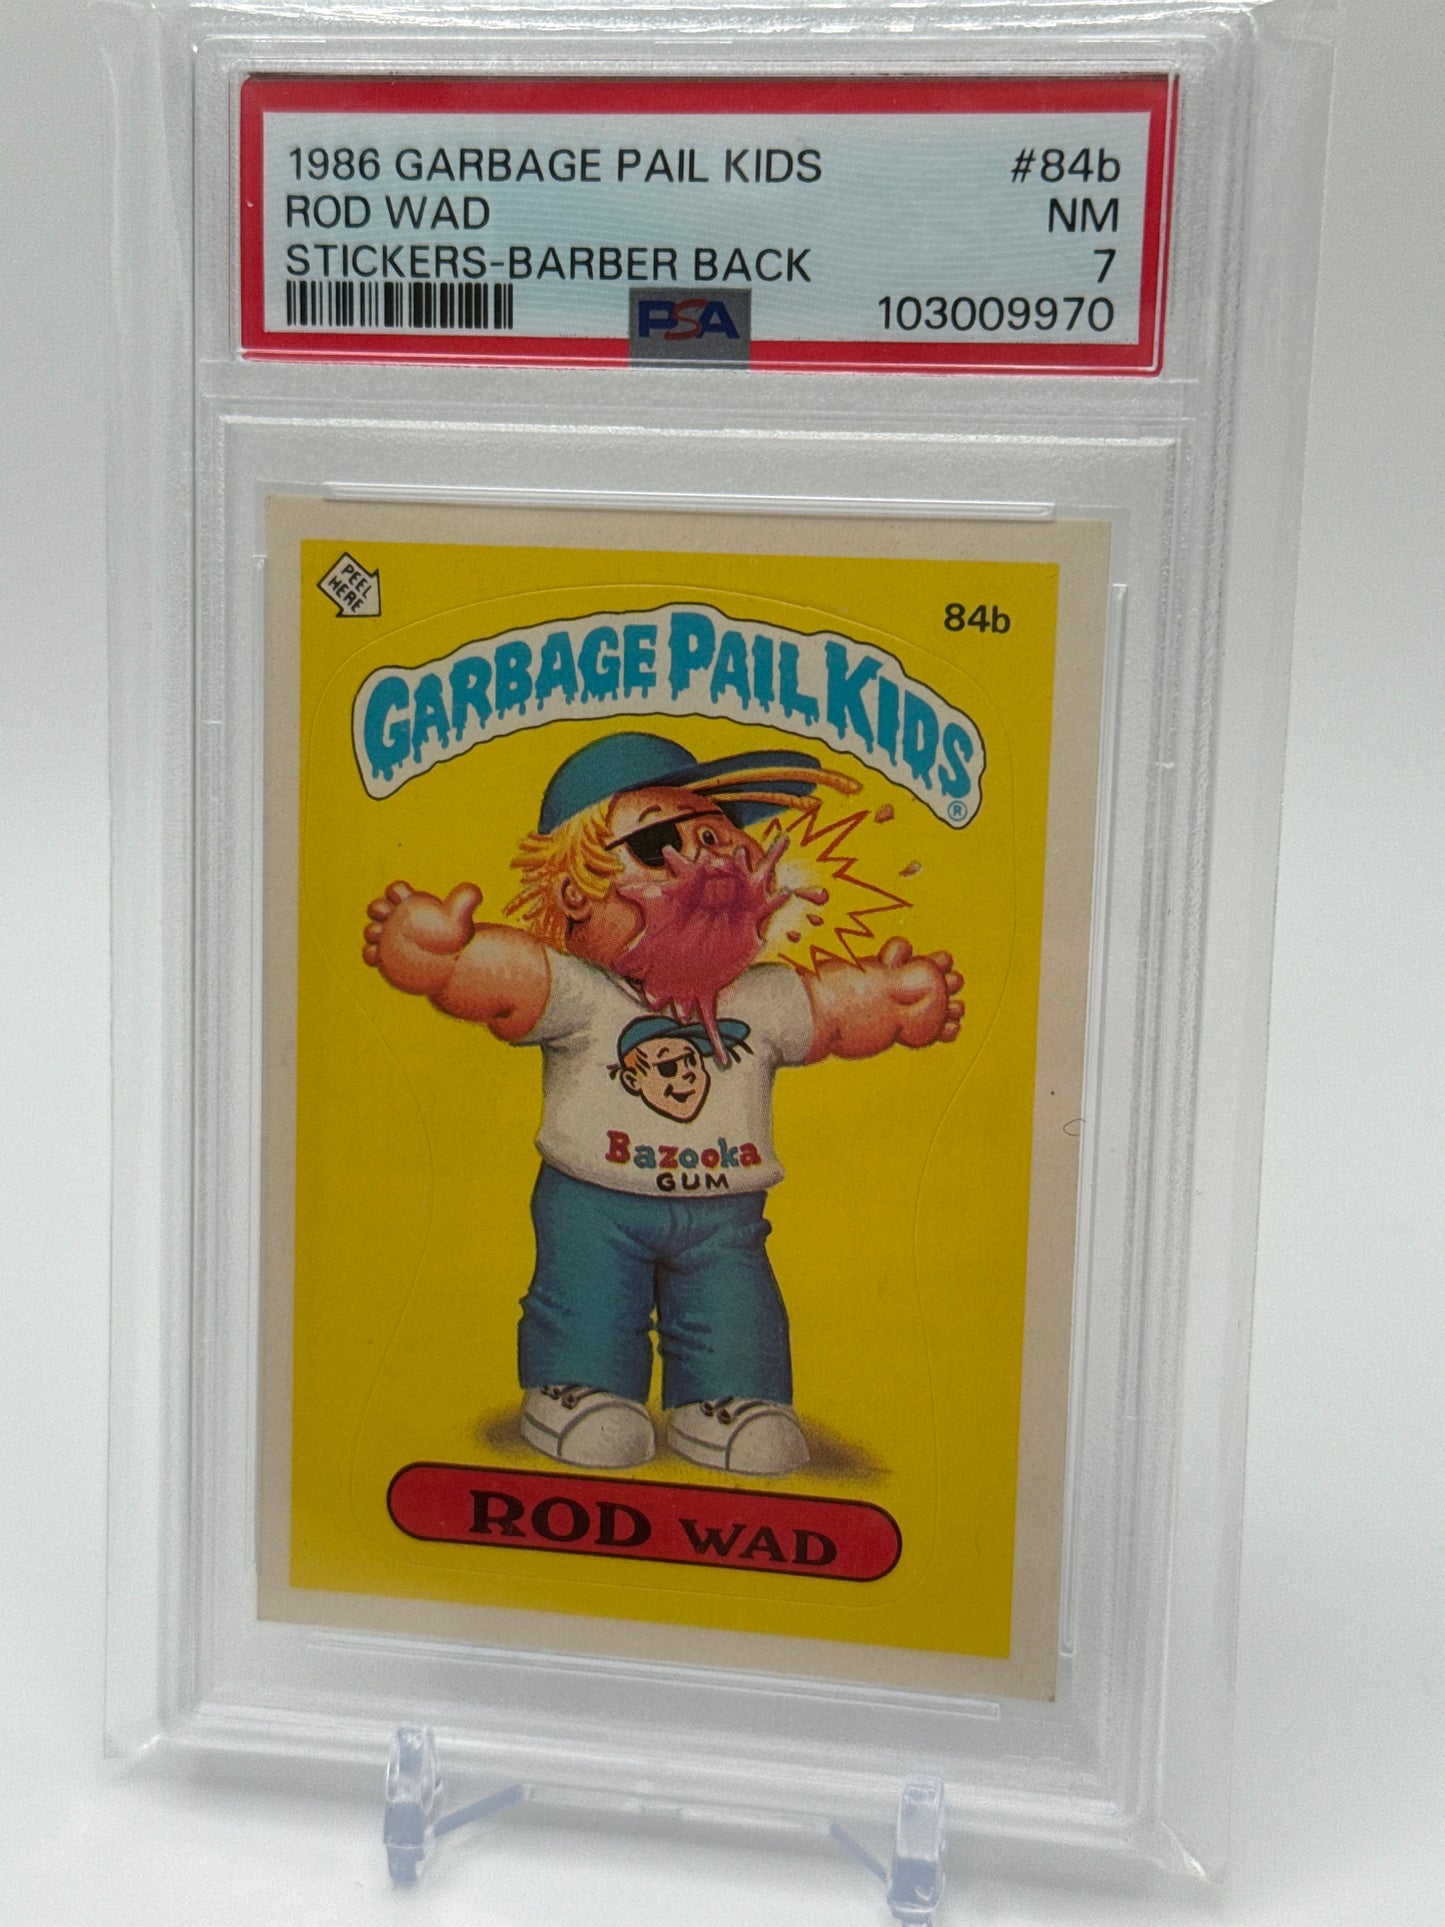 1986 GARBAGE PAIL KIDS #84b
ROD WAD NM
STICKERS-BARBER BACK 7
PSA 103009970
PEEL
HERE
84b
GARBAGE PAIL KIDS
®
Bazooka
GUM
ROD WAD